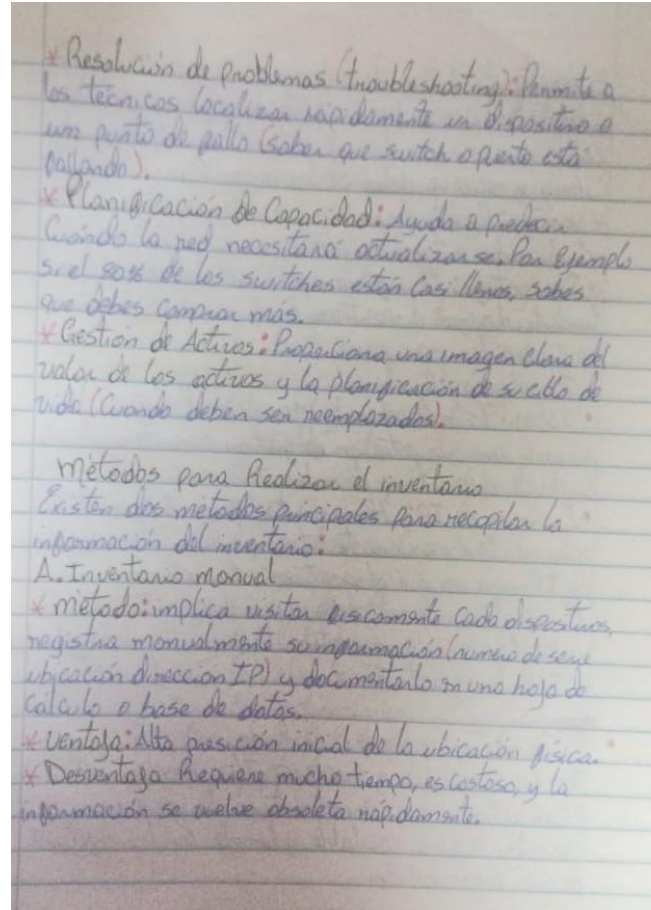 * Resolución de problemas (troubleshooting): Permite a
los técnicos localizar rápidamente un dispositivo o
un punto de fallo (saber que switch o puerto está
fallando).
* Planificación de Capacidad: Ayuda a predecir
Cuándo la red necesitará actualizarse. Por Ejemplo
si el 80% de los switches están Casi llenos, sabes
que debes comprar más.
* Gestión de Activos: Proporciona una imagen Clara del
valor de los activos y la planificación de su ciclo de
vida (Cuando deben ser reemplazados).
métodos para Realizar el inventario
Existen dos métodos principales Para recopilar la
información del inventario:
A. Inventario manual
* método: implica visitar físicamente Cada dispositivos,
registra manualmente su información (numero de serie
ubicación dirección IP) y documentarlo en una hoja de
Calculo o base de datos.
* ventaja: Alta presición inicial de la ubicación física.
* Desventaja Requiere mucho tiempo, es costoso, y la
información se vuelve obsoleta rápidamente.